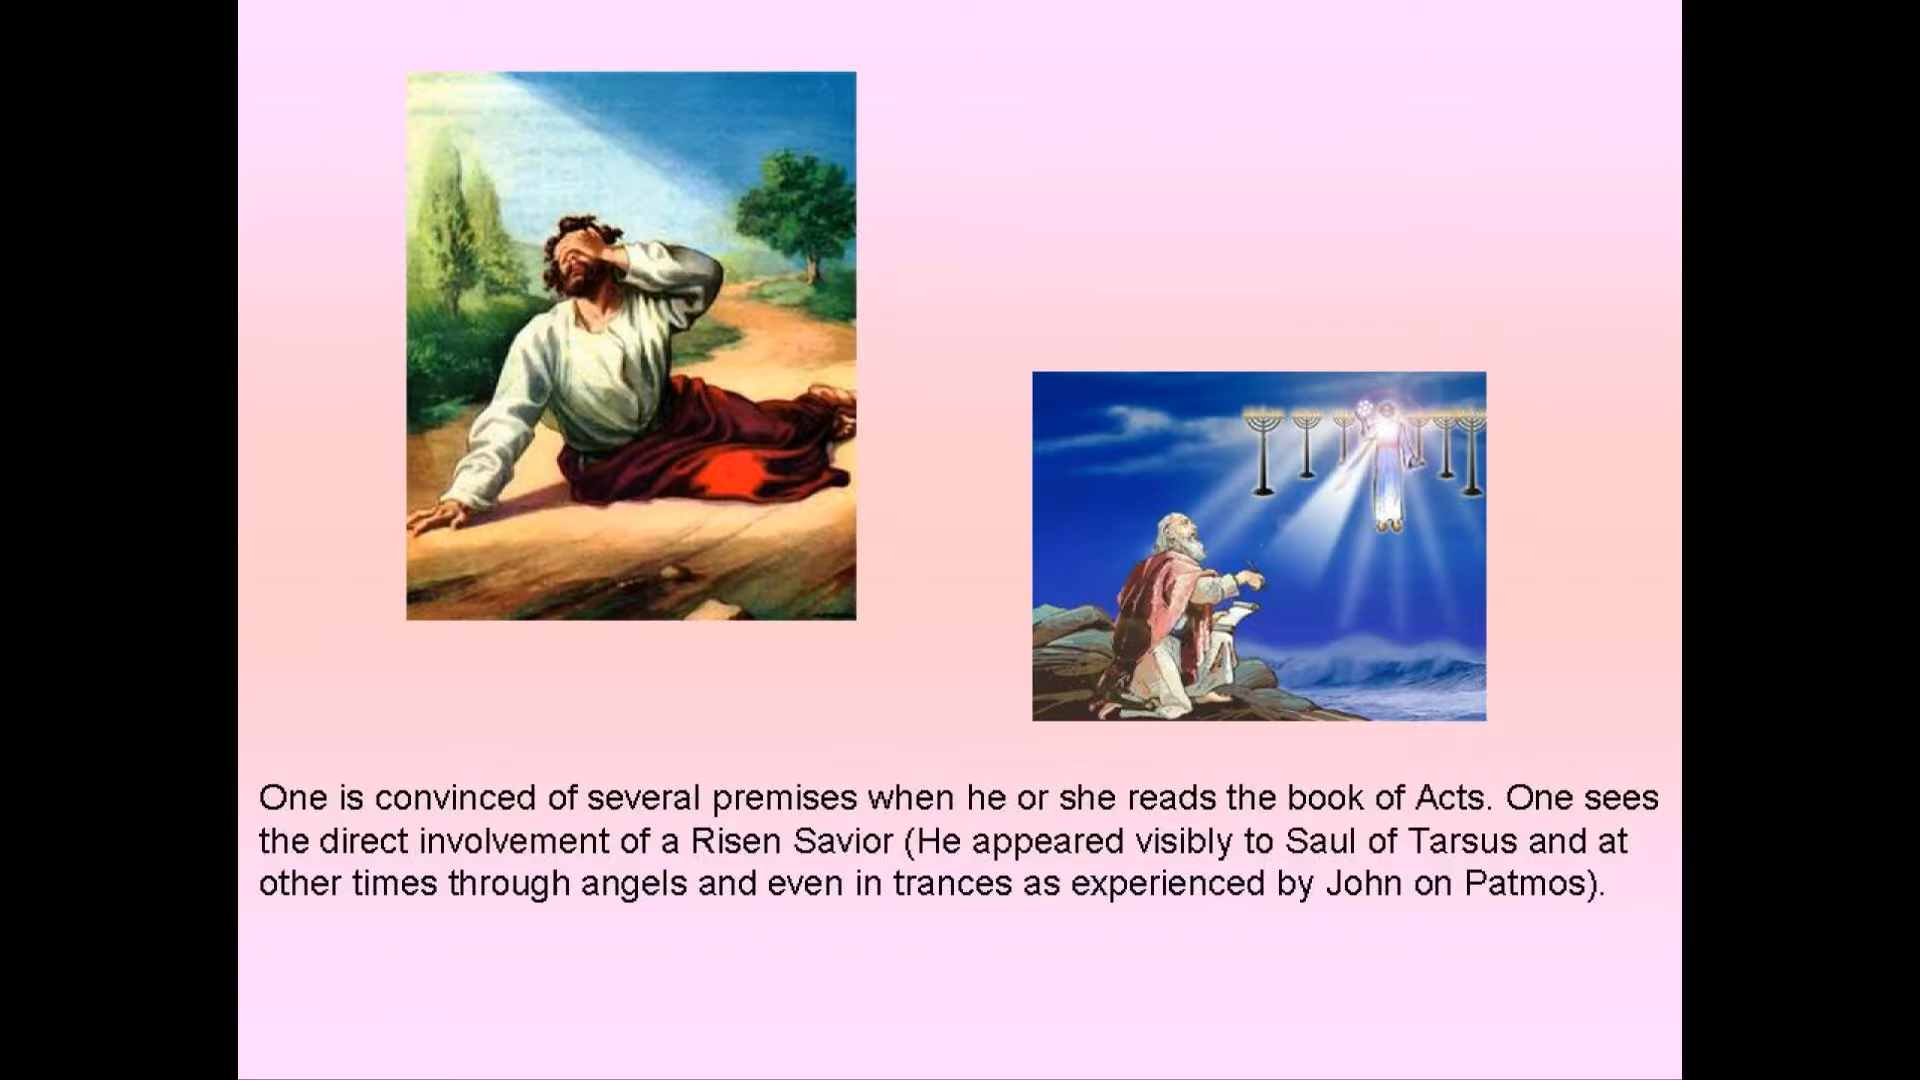 One is convinced of several premises when he or she reads the book of Acts. One sees
the direct involvement of a Risen Savior (He appeared visibly to Saul of Tarsus and at
other times through angels and even in trances as experienced by John on Patmos).